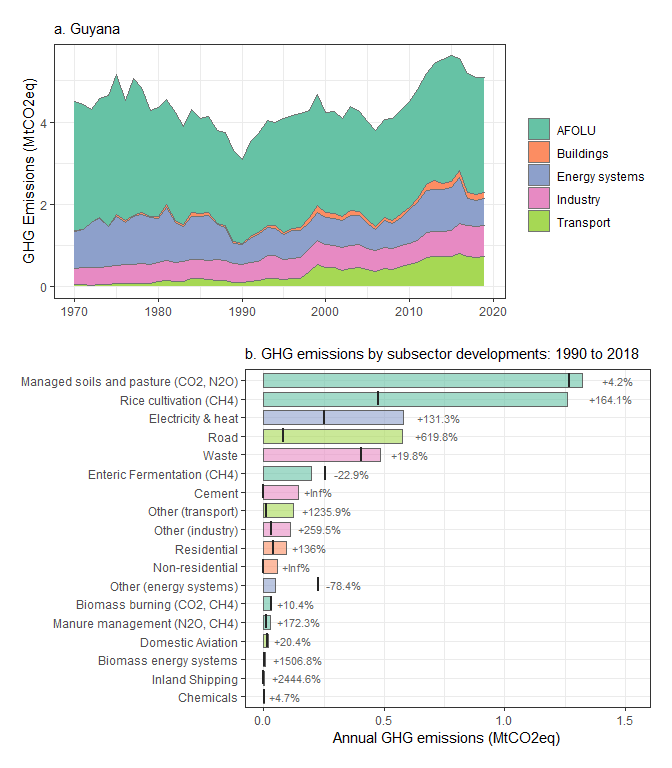 a. Guyana
GHG Emissions (MtCO2eq)
4
2
0
1970 1980 1990 2000 2010 2020
AFOLU
Buildings
Energy systems
Industry
Transport
b. GHG emissions by subsector developments: 1990 to 2018
Managed soils and pasture (CO2, N2O) +4.2%
Rice cultivation (CH4) +164.1%
Electricity & heat +131.3%
Road +619.8%
Waste +19.8%
Enteric Fermentation (CH4) -22.9%
Cement +Inf%
Other (transport) +1235.9%
Other (industry) +259.5%
Residential +136%
Non-residential +Inf%
Other (energy systems) -78.4%
Biomass burning (CO2, CH4) +10.4%
Manure management (N2O, CH4) +172.3%
Domestic Aviation +20.4%
Biomass energy systems +1506.8%
Inland Shipping +2444.6%
Chemicals +4.7%
0.0 0.5 1.0 1.5
Annual GHG emissions (MtCO2eq)